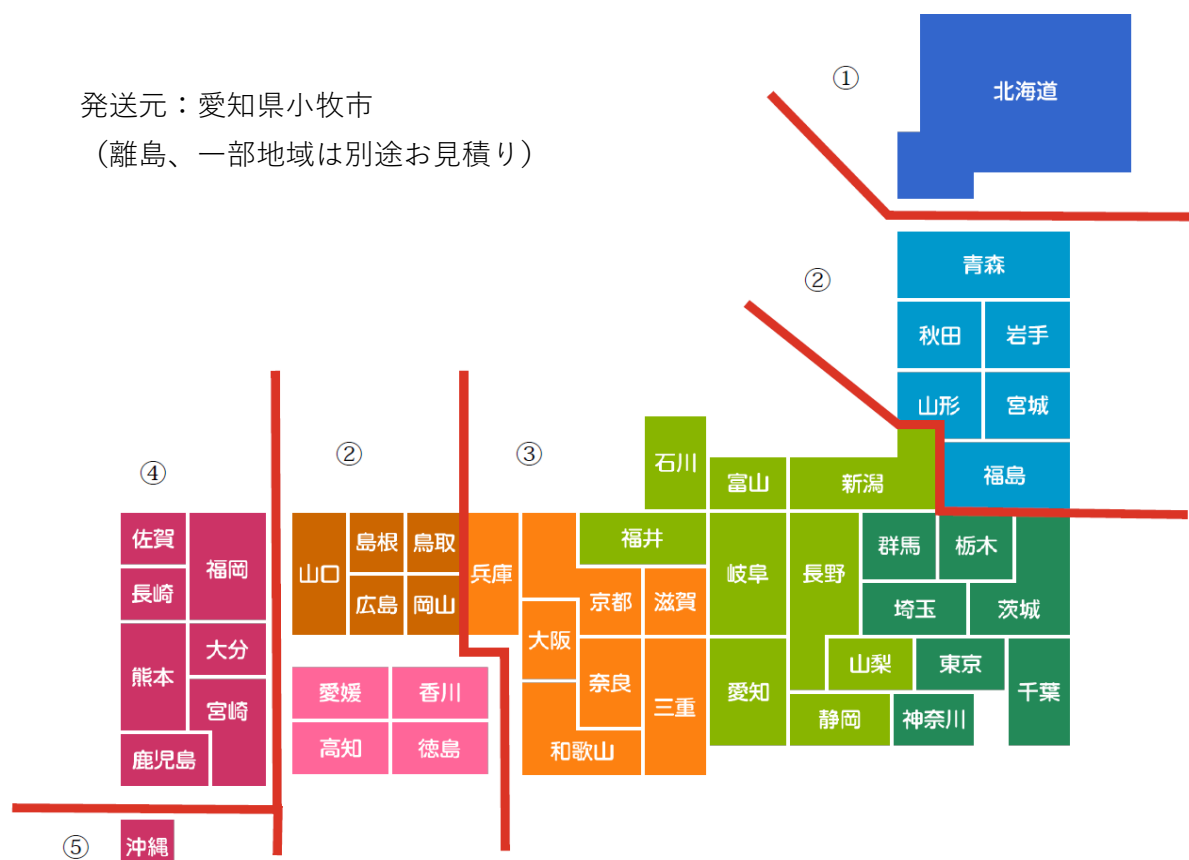 ①
北海道
発送元：愛知県小牧市
（離島、一部地域は別途お見積り）
②
青森
秋田
岩手
山形
宮城
福島
④
②
③
石川
富山
新潟
佐賀
福岡
長崎
熊本
大分
宮崎
鹿児島
山口
島根
鳥取
広島
岡山
兵庫
福井
京都
滋賀
大阪
奈良
三重
和歌山
岐阜
長野
愛知
山梨
静岡
群馬
栃木
埼玉
茨城
東京
神奈川
千葉
愛媛
香川
高知
徳島
⑤
沖縄